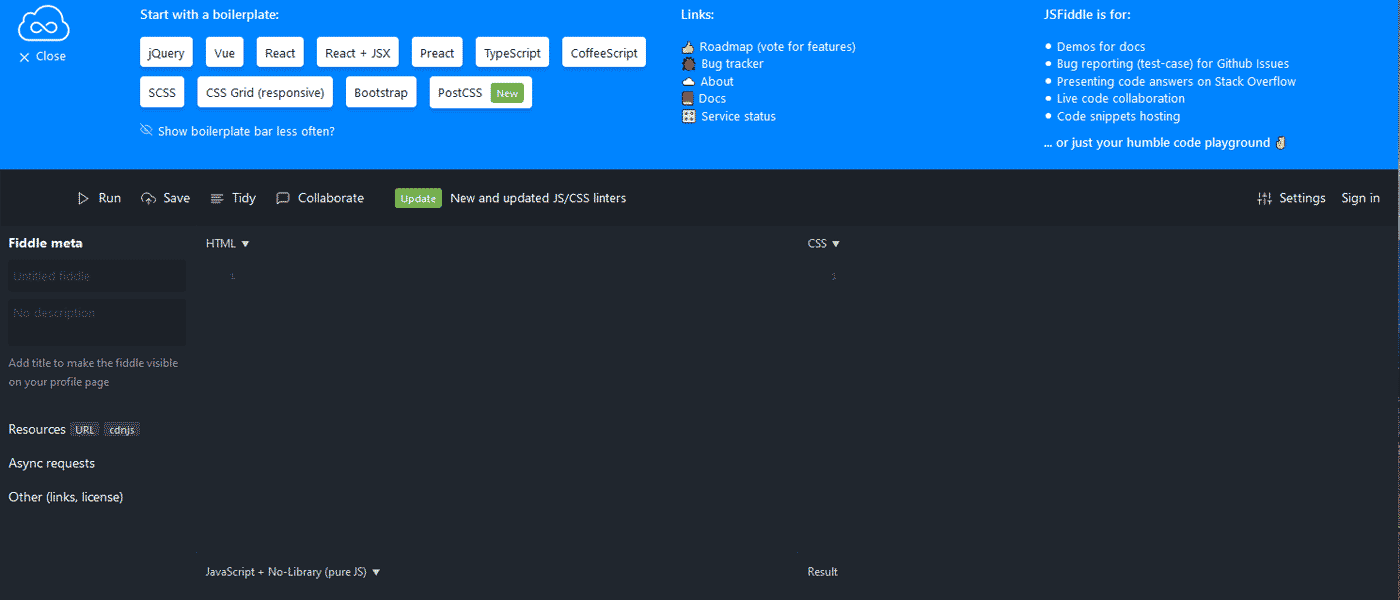 Close
Start with a boilerplate:
jQuery Vue React React + JSX Preact TypeScript CoffeeScript
SCSS CSS Grid (responsive) Bootstrap PostCSS New
Show boilerplate bar less often?
Links:
Roadmap (vote for features)
Bug tracker
About
Docs
Service status
JSFiddle is for:
Demos for docs
Bug reporting (test-case) for Github Issues
Presenting code answers on Stack Overflow
Live code collaboration
Code snippets hosting
... or just your humble code playground
Run Save Tidy Collaborate Update New and updated JS/CSS linters Settings Sign in
Fiddle meta
Untitled fiddle
No description
Add title to make the fiddle visible
on your profile page
Resources URL cdnjs
Async requests
Other (links, license)
HTML
1
CSS
1
JavaScript + No-Library (pure JS)
Result